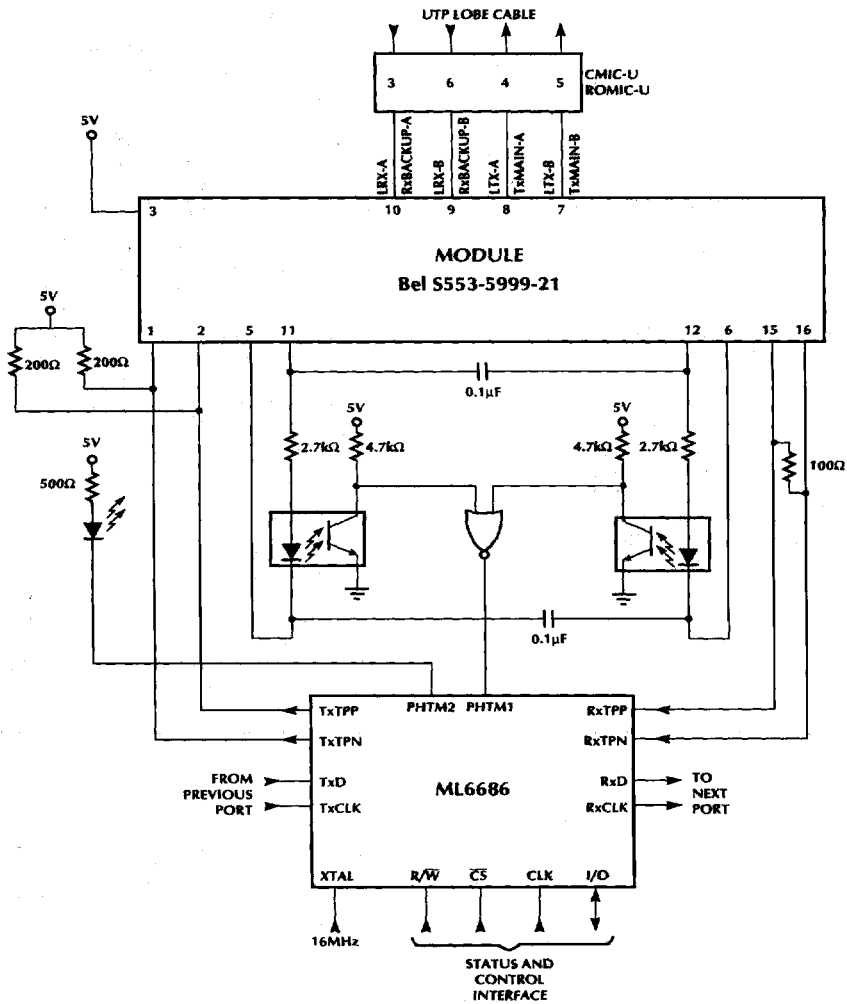 UTP LOBE CABLE
3 6 4 5
CMIC-U
ROMIC-U
5V
LRX-A
RxBACKUP-A
LRX-B
RxBACKUP-B
LTX-A
TxMAIN-A
LTX-B
TxMAIN-B
3 10 9 8 7
MODULE
Bel S553-5999-21
1 2 5 11 12 6 15 16
5V
200Ω 200Ω
0.1µF
5V 5V
2.7kΩ 4.7kΩ 4.7kΩ 2.7kΩ
100Ω
5V
500Ω
0.1µF
TxTPP PHTM2 PHTM1 RxTPP
TxTPN RxTPN
FROM
PREVIOUS
PORT
TxD
TxCLK
ML6686
RxD
RxCLK
TO
NEXT
PORT
XTAL R/W̅ C̅S̅ CLK I/O
16MHz
STATUS AND
CONTROL
INTERFACE